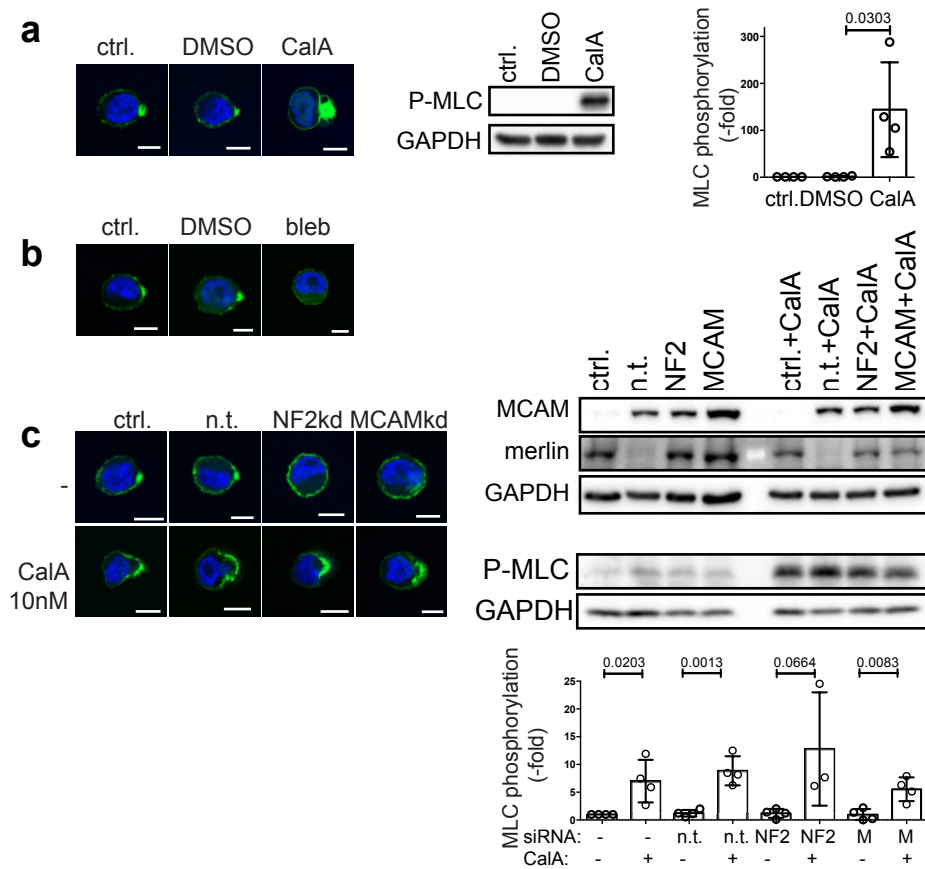 a
ctrl. DMSO CalA
ctrl. DMSO CalA
P-MLC
GAPDH
MLC phosphorylation
(-fold)
0.0303
300
200
100
0
ctrl. DMSO CalA
b
ctrl. DMSO bleb
c
ctrl. n.t. NF2kd MCAMkd
-
CalA
10nM
ctrl. n.t. NF2 MCAM ctrl.+CalA n.t.+CalA NF2+CalA MCAM+CalA
MCAM
merlin
GAPDH
P-MLC
GAPDH
MLC phosphorylation
(-fold)
0.0203 0.0013 0.0664 0.0083
25
20
15
10
5
0
siRNA: - - n.t. n.t. NF2 NF2 M M
CalA: - + - + - + - +